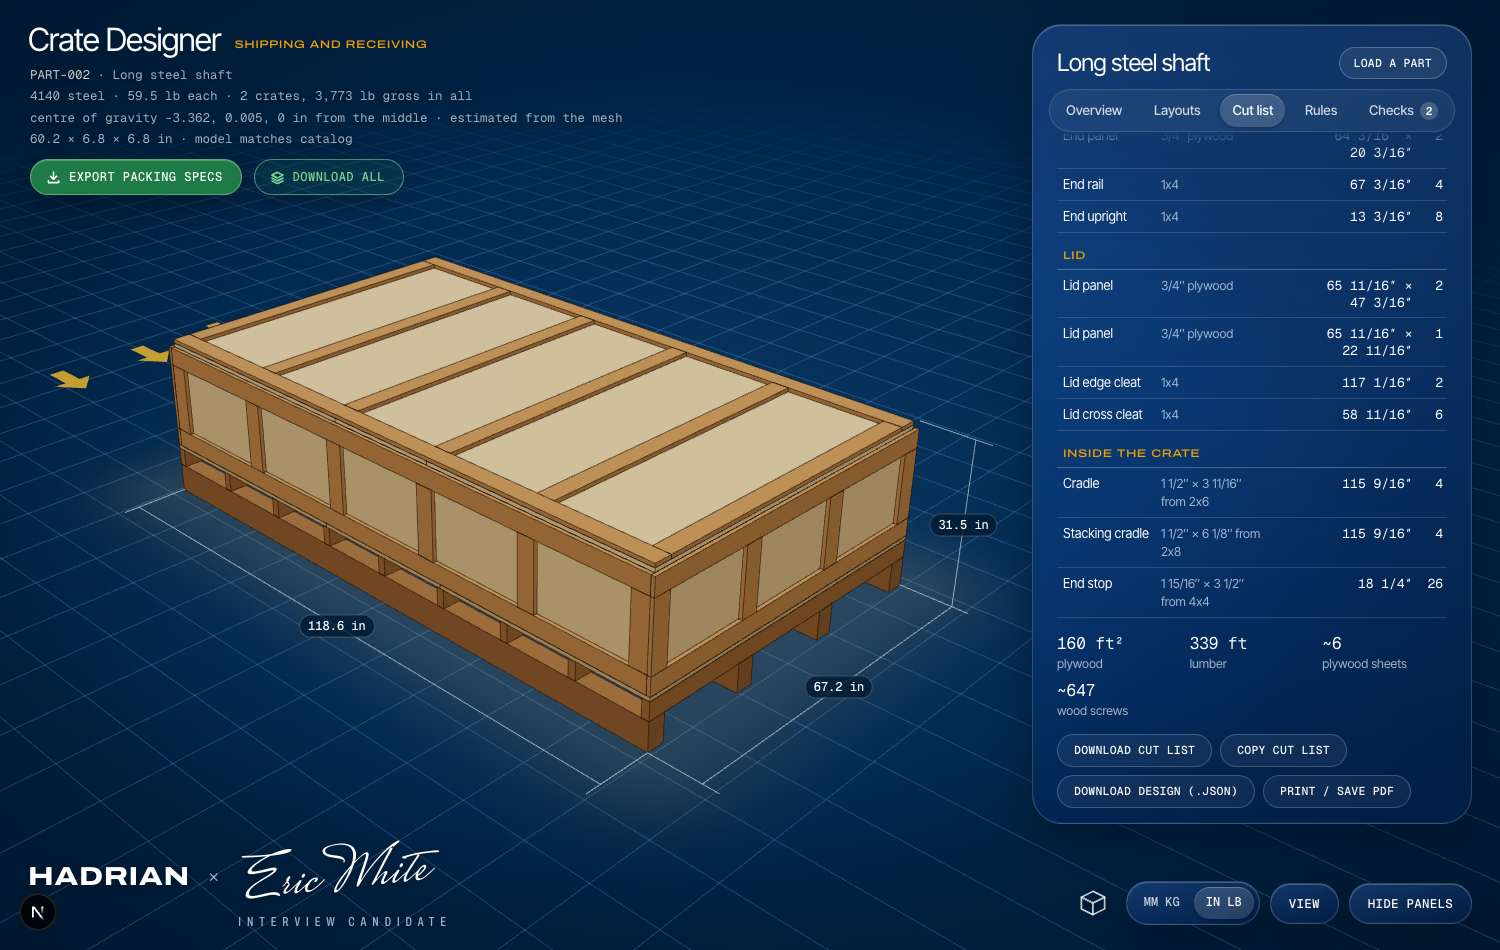 Crate Designer SHIPPING AND RECEIVING
PART-002 · Long steel shaft
4140 steel · 59.5 lb each · 2 crates, 3,773 lb gross in all
centre of gravity -3.362, 0.005, 0 in from the middle · estimated from the mesh
60.2 × 6.8 × 6.8 in · model matches catalog
EXPORT PACKING SPECS DOWNLOAD ALL
31.5 in
118.6 in
67.2 in
Long steel shaft LOAD A PART
Overview Layouts Cut list Rules Checks 2
End panel 3/4″ plywood 64 3/16″ × 2
20 3/16″
End rail 1x4 67 3/16″ 4
End upright 1x4 13 3/16″ 8
LID
Lid panel 3/4″ plywood 65 11/16″ × 2
47 3/16″
Lid panel 3/4″ plywood 65 11/16″ × 1
22 11/16″
Lid edge cleat 1x4 117 1/16″ 2
Lid cross cleat 1x4 58 11/16″ 6
INSIDE THE CRATE
Cradle 1 1/2″ × 3 11/16″ 115 9/16″ 4
from 2x6
Stacking cradle 1 1/2″ × 6 1/8″ from 115 9/16″ 4
2x8
End stop 1 15/16″ × 3 1/2″ 18 1/4″ 26
from 4x4
160 ft² 339 ft ~6
plywood lumber plywood sheets
~647
wood screws
DOWNLOAD CUT LIST COPY CUT LIST
DOWNLOAD DESIGN (.JSON) PRINT / SAVE PDF
HADRIAN × Eric White
N
INTERVIEW CANDIDATE
MM KG IN LB VIEW HIDE PANELS